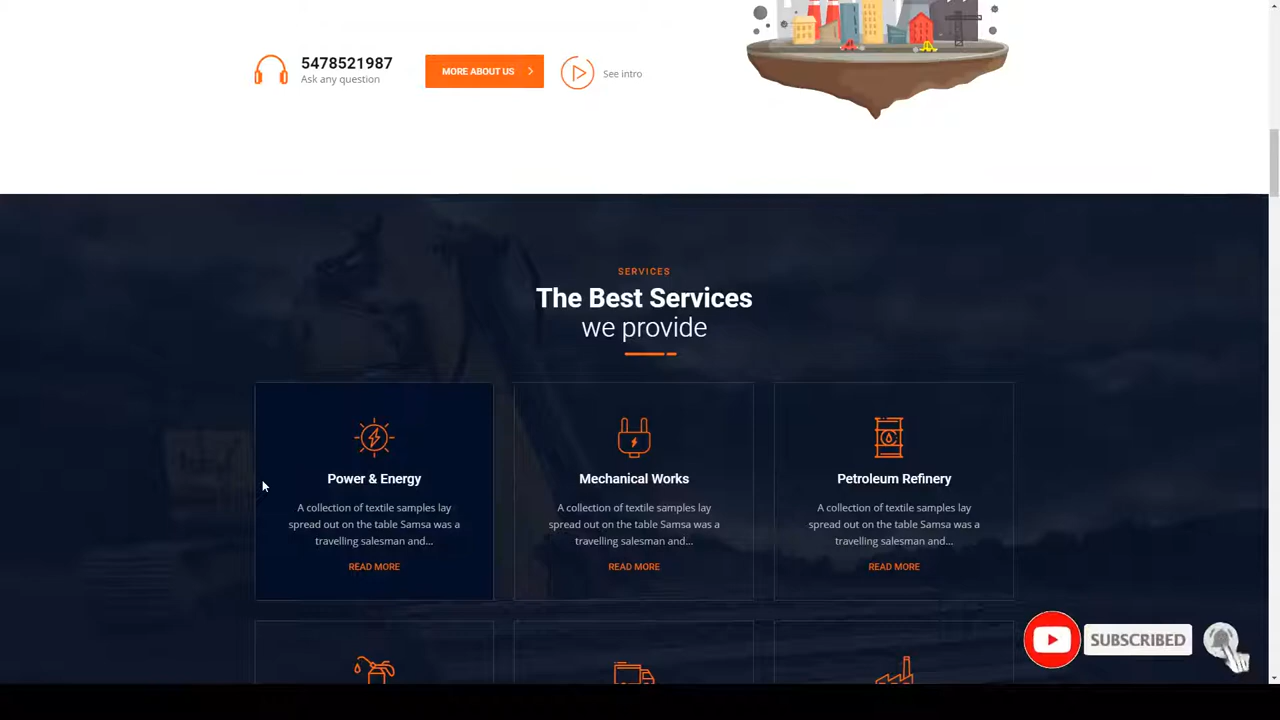 5478521987
Ask any question
MORE ABOUT US
See intro
SERVICES
The Best Services
we provide
Power & Energy
A collection of textile samples lay
spread out on the table Samsa was a
travelling salesman and...
READ MORE
Mechanical Works
A collection of textile samples lay
spread out on the table Samsa was a
travelling salesman and...
READ MORE
Petroleum Refinery
A collection of textile samples lay
spread out on the table Samsa was a
travelling salesman and...
READ MORE
SUBSCRIBED